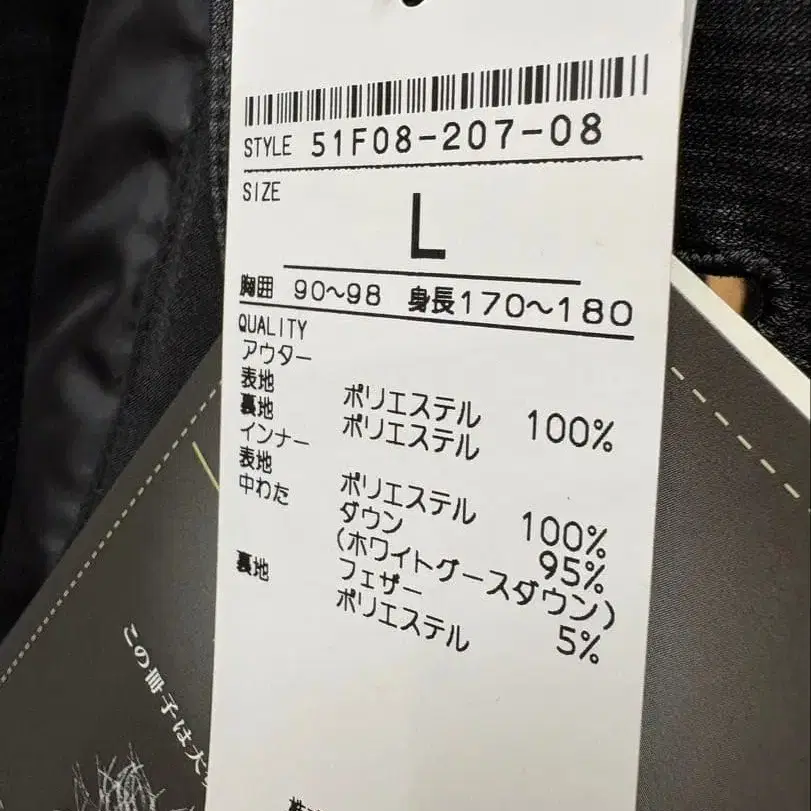 STYLE 51F08-207-08
SIZE
L
胸囲 90～98 身長170～180
QUALITY
アウター
表地 ポリエステル 100%
裏地 ポリエステル
インナー
表地 ポリエステル 100%
中わた ダウン 95%
(ホワイトグースダウン)
フェザー 5%
裏地 ポリエステル
この冊子は大